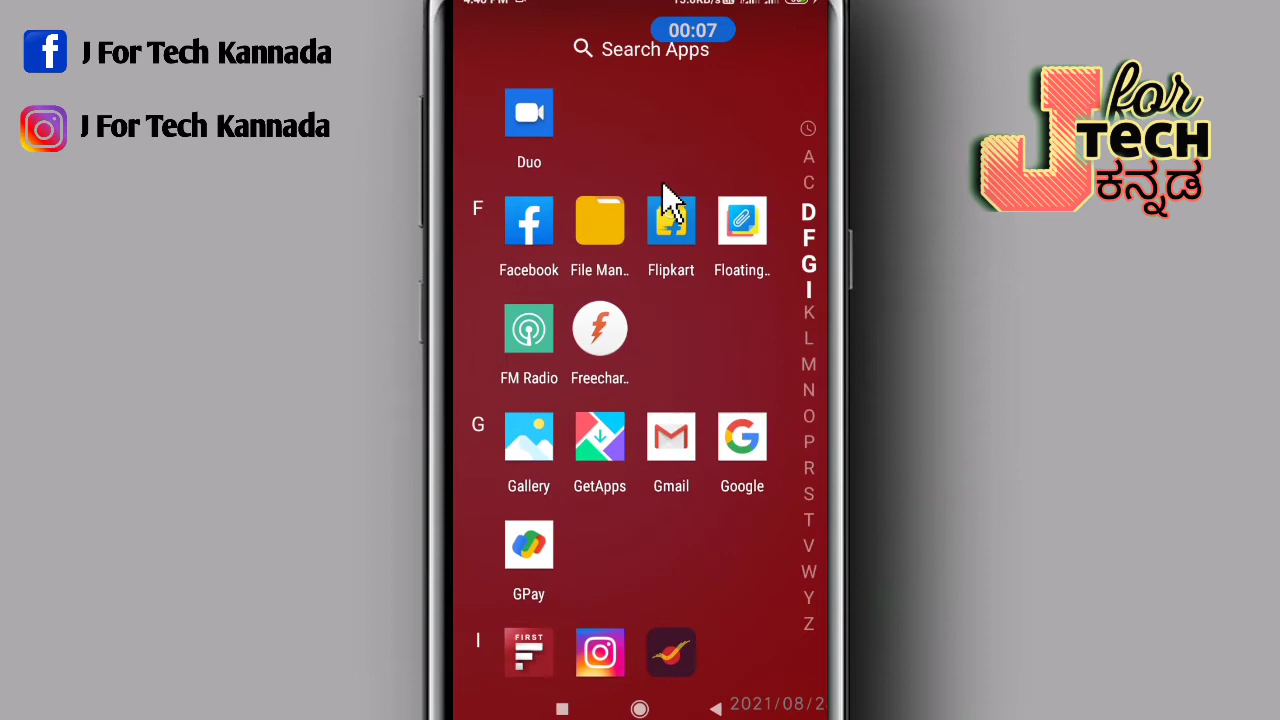 J For Tech Kannada
J For Tech Kannada
J for
TECH
ಕನ್ನಡ
00:07
Search Apps
Duo
F
Facebook File Man.. Flipkart Floating..
FM Radio Freechar..
G
Gallery GetApps Gmail Google
GPay
I
FIRST
A
C
D
F
G
I
K
L
M
N
O
P
R
S
T
V
W
Y
Z
2021/08/2